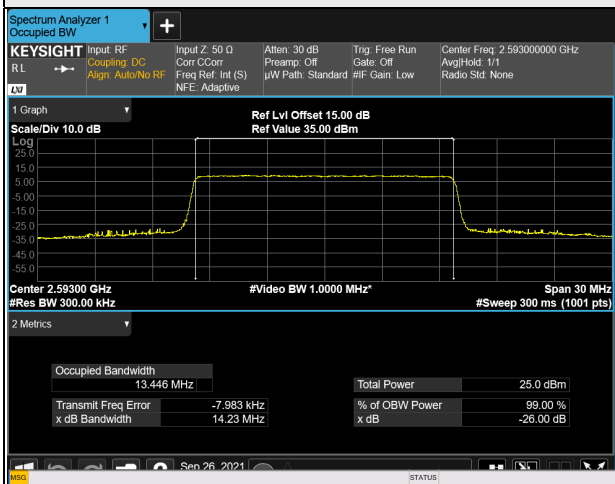 Spectrum Analyzer 1
Occupied BW
+
KEYSIGHT Input: RF Input Z: 50 Ω Atten: 30 dB Trig: Free Run Center Freq: 2.593000000 GHz
RL Coupling: DC Corr CCorr Preamp: Off Gate: Off Avg|Hold: 1/1
Align: Auto/No RF Freq Ref: Int (S) µW Path: Standard #IF Gain: Low Radio Std: None
LXI NFE: Adaptive
1 Graph Ref Lvl Offset 15.00 dB
Scale/Div 10.0 dB Ref Value 35.00 dBm
Log
25.0
15.0
5.00
-5.00
-15.0
-25.0
-35.0
-45.0
-55.0
Center 2.59300 GHz #Video BW 1.0000 MHz* Span 30 MHz
#Res BW 300.00 kHz #Sweep 300 ms (1001 pts)
2 Metrics
Occupied Bandwidth
13.446 MHz Total Power 25.0 dBm
Transmit Freq Error -7.983 kHz % of OBW Power 99.00 %
x dB Bandwidth 14.23 MHz x dB -26.00 dB
Sep 26, 2021
MSG STATUS